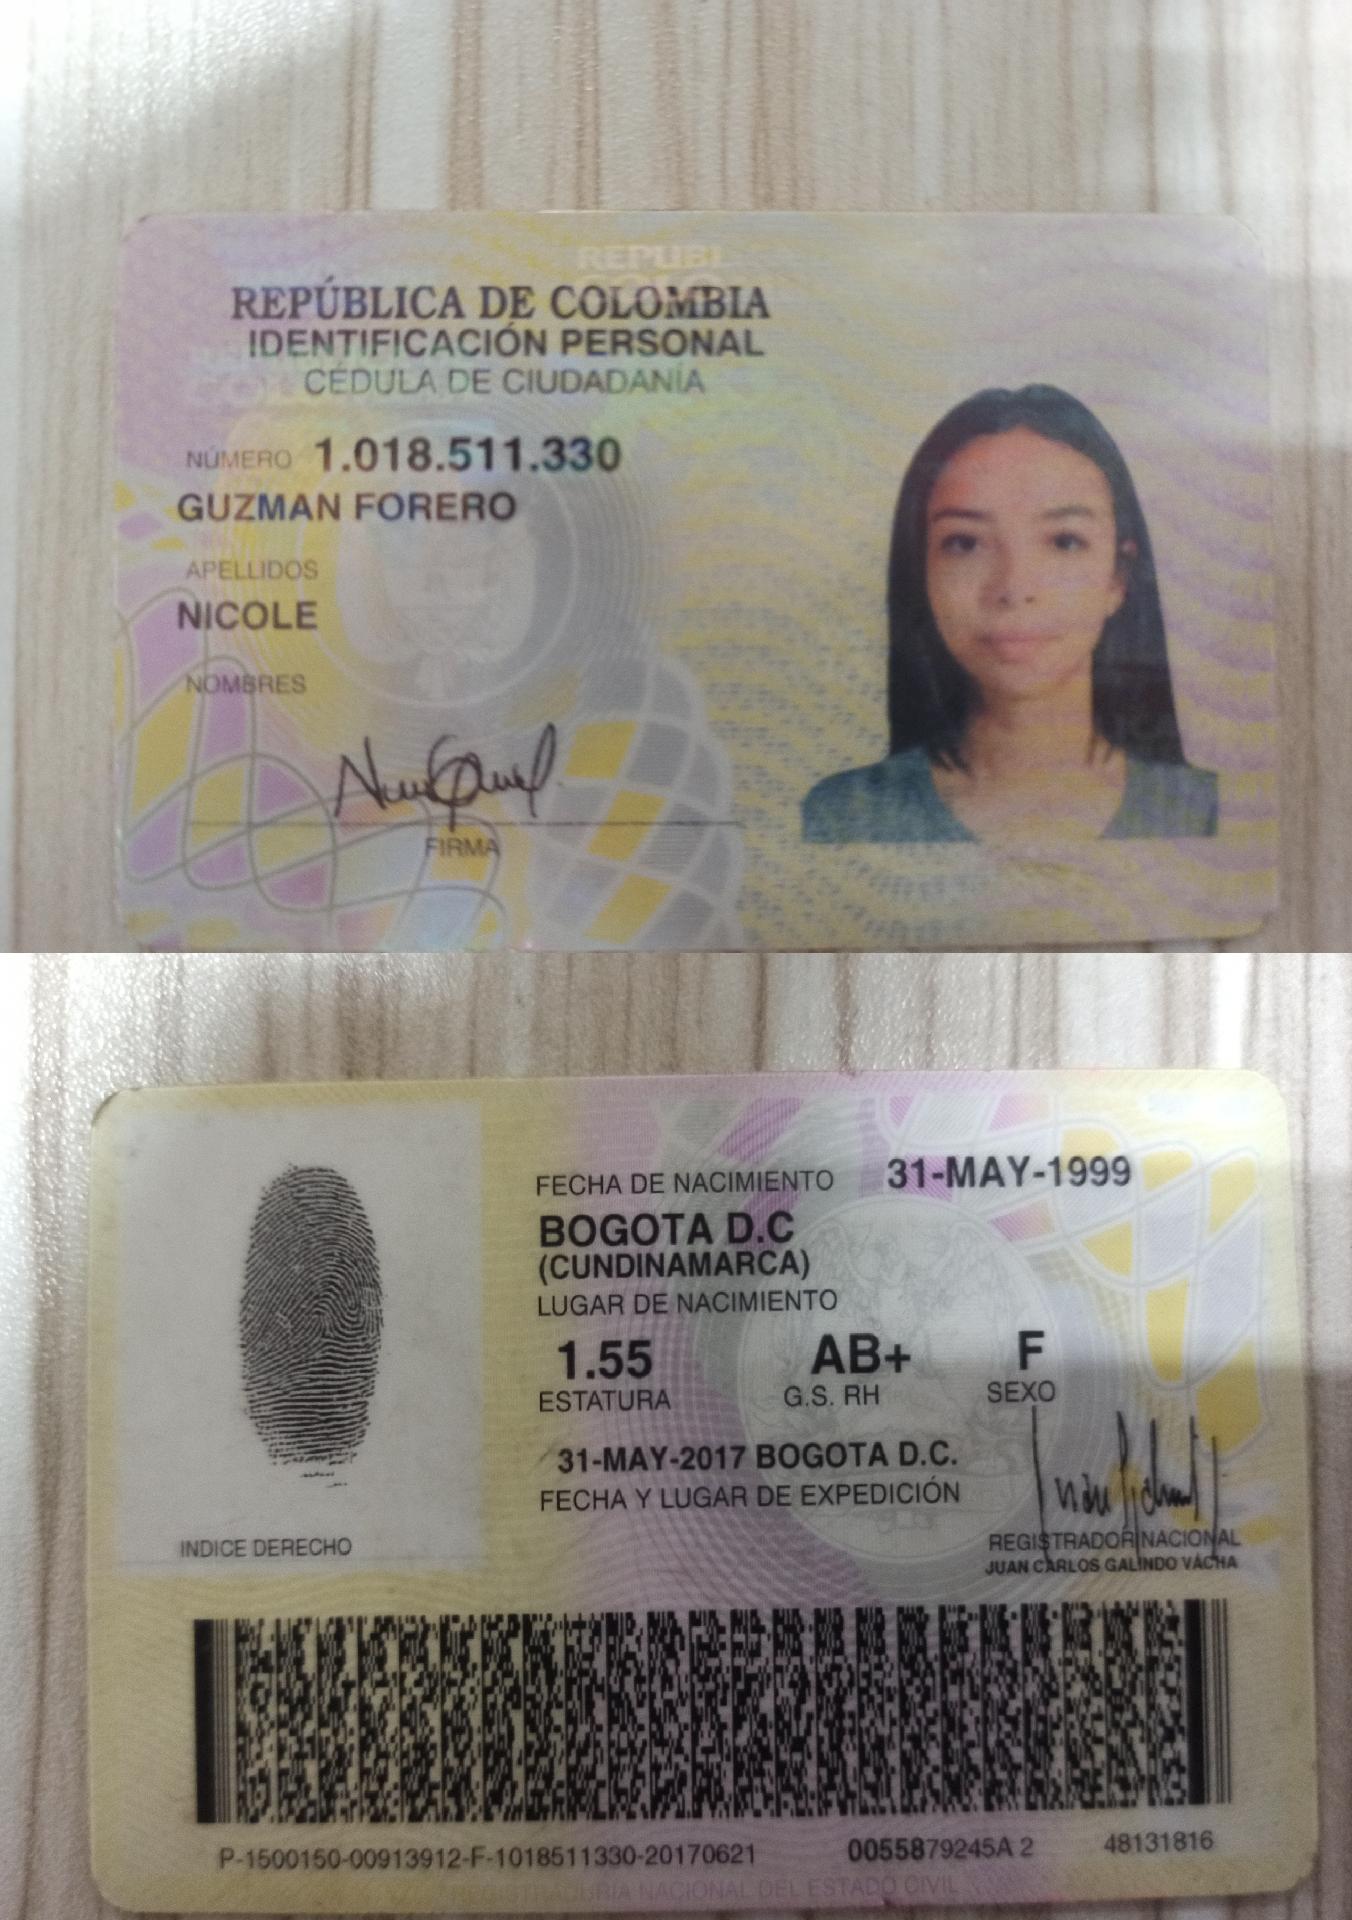 REPUBI
REPÚBLICA DE COLOMBIA
IDENTIFICACIÓN PERSONAL
CÉDULA DE CIUDADANÍA
NÚMERO 1.018.511.330
GUZMAN FORERO
APELLIDOS
NICOLE
NOMBRES
FIRMA
FECHA DE NACIMIENTO 31-MAY-1999
BOGOTA D.C
(CUNDINAMARCA)
LUGAR DE NACIMIENTO
1.55 AB+ F
ESTATURA G.S. RH SEXO
31-MAY-2017 BOGOTA D.C.
FECHA Y LUGAR DE EXPEDICIÓN
INDICE DERECHO
REGISTRADOR NACIONAL
JUAN CARLOS GALINDO VÁCHA
P-1500150-00913912-F-1018511330-20170621 0055879245A 2 48131816
REGISTRADURIA NACIONAL DEL ESTADO CIVIL